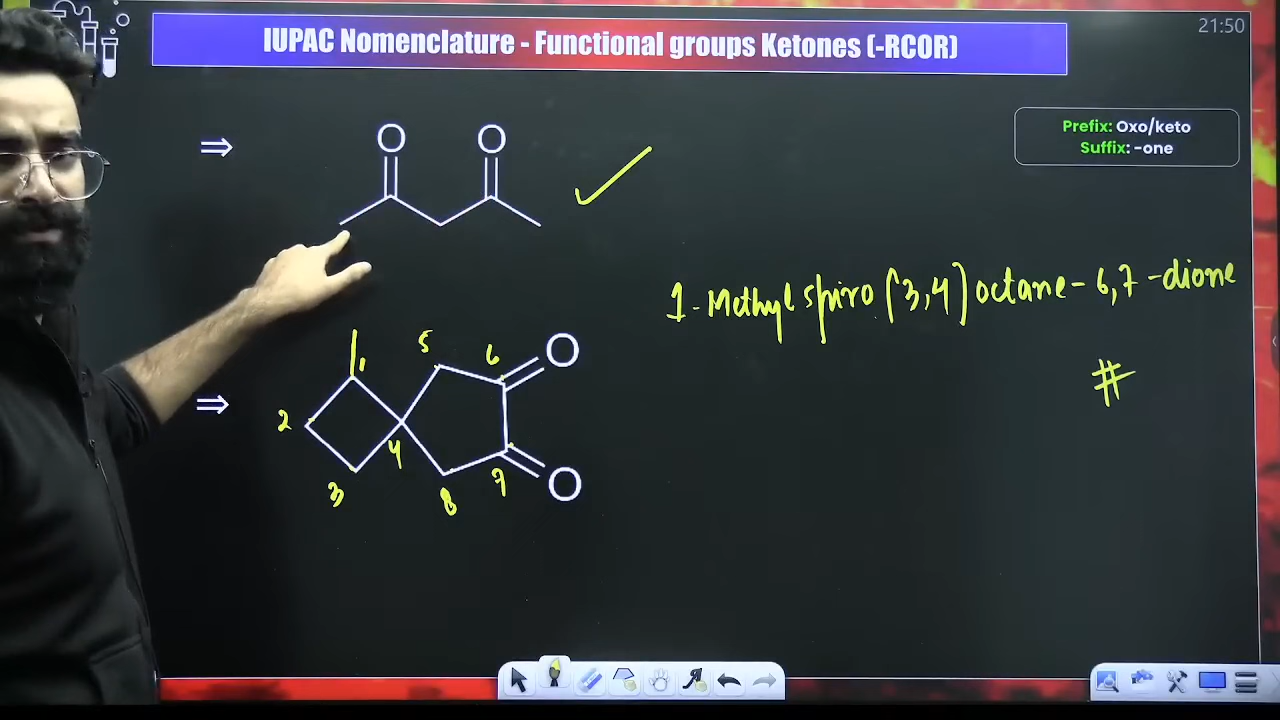 21:50
IUPAC Nomenclature - Functional groups Ketones (-RCOR)
Prefix: Oxo/keto
Suffix: -one
⇒
O O
1-Methyl spiro [3,4] octane-6,7-dione
#
⇒
1 5 6 O
2 4
3 8 7 O